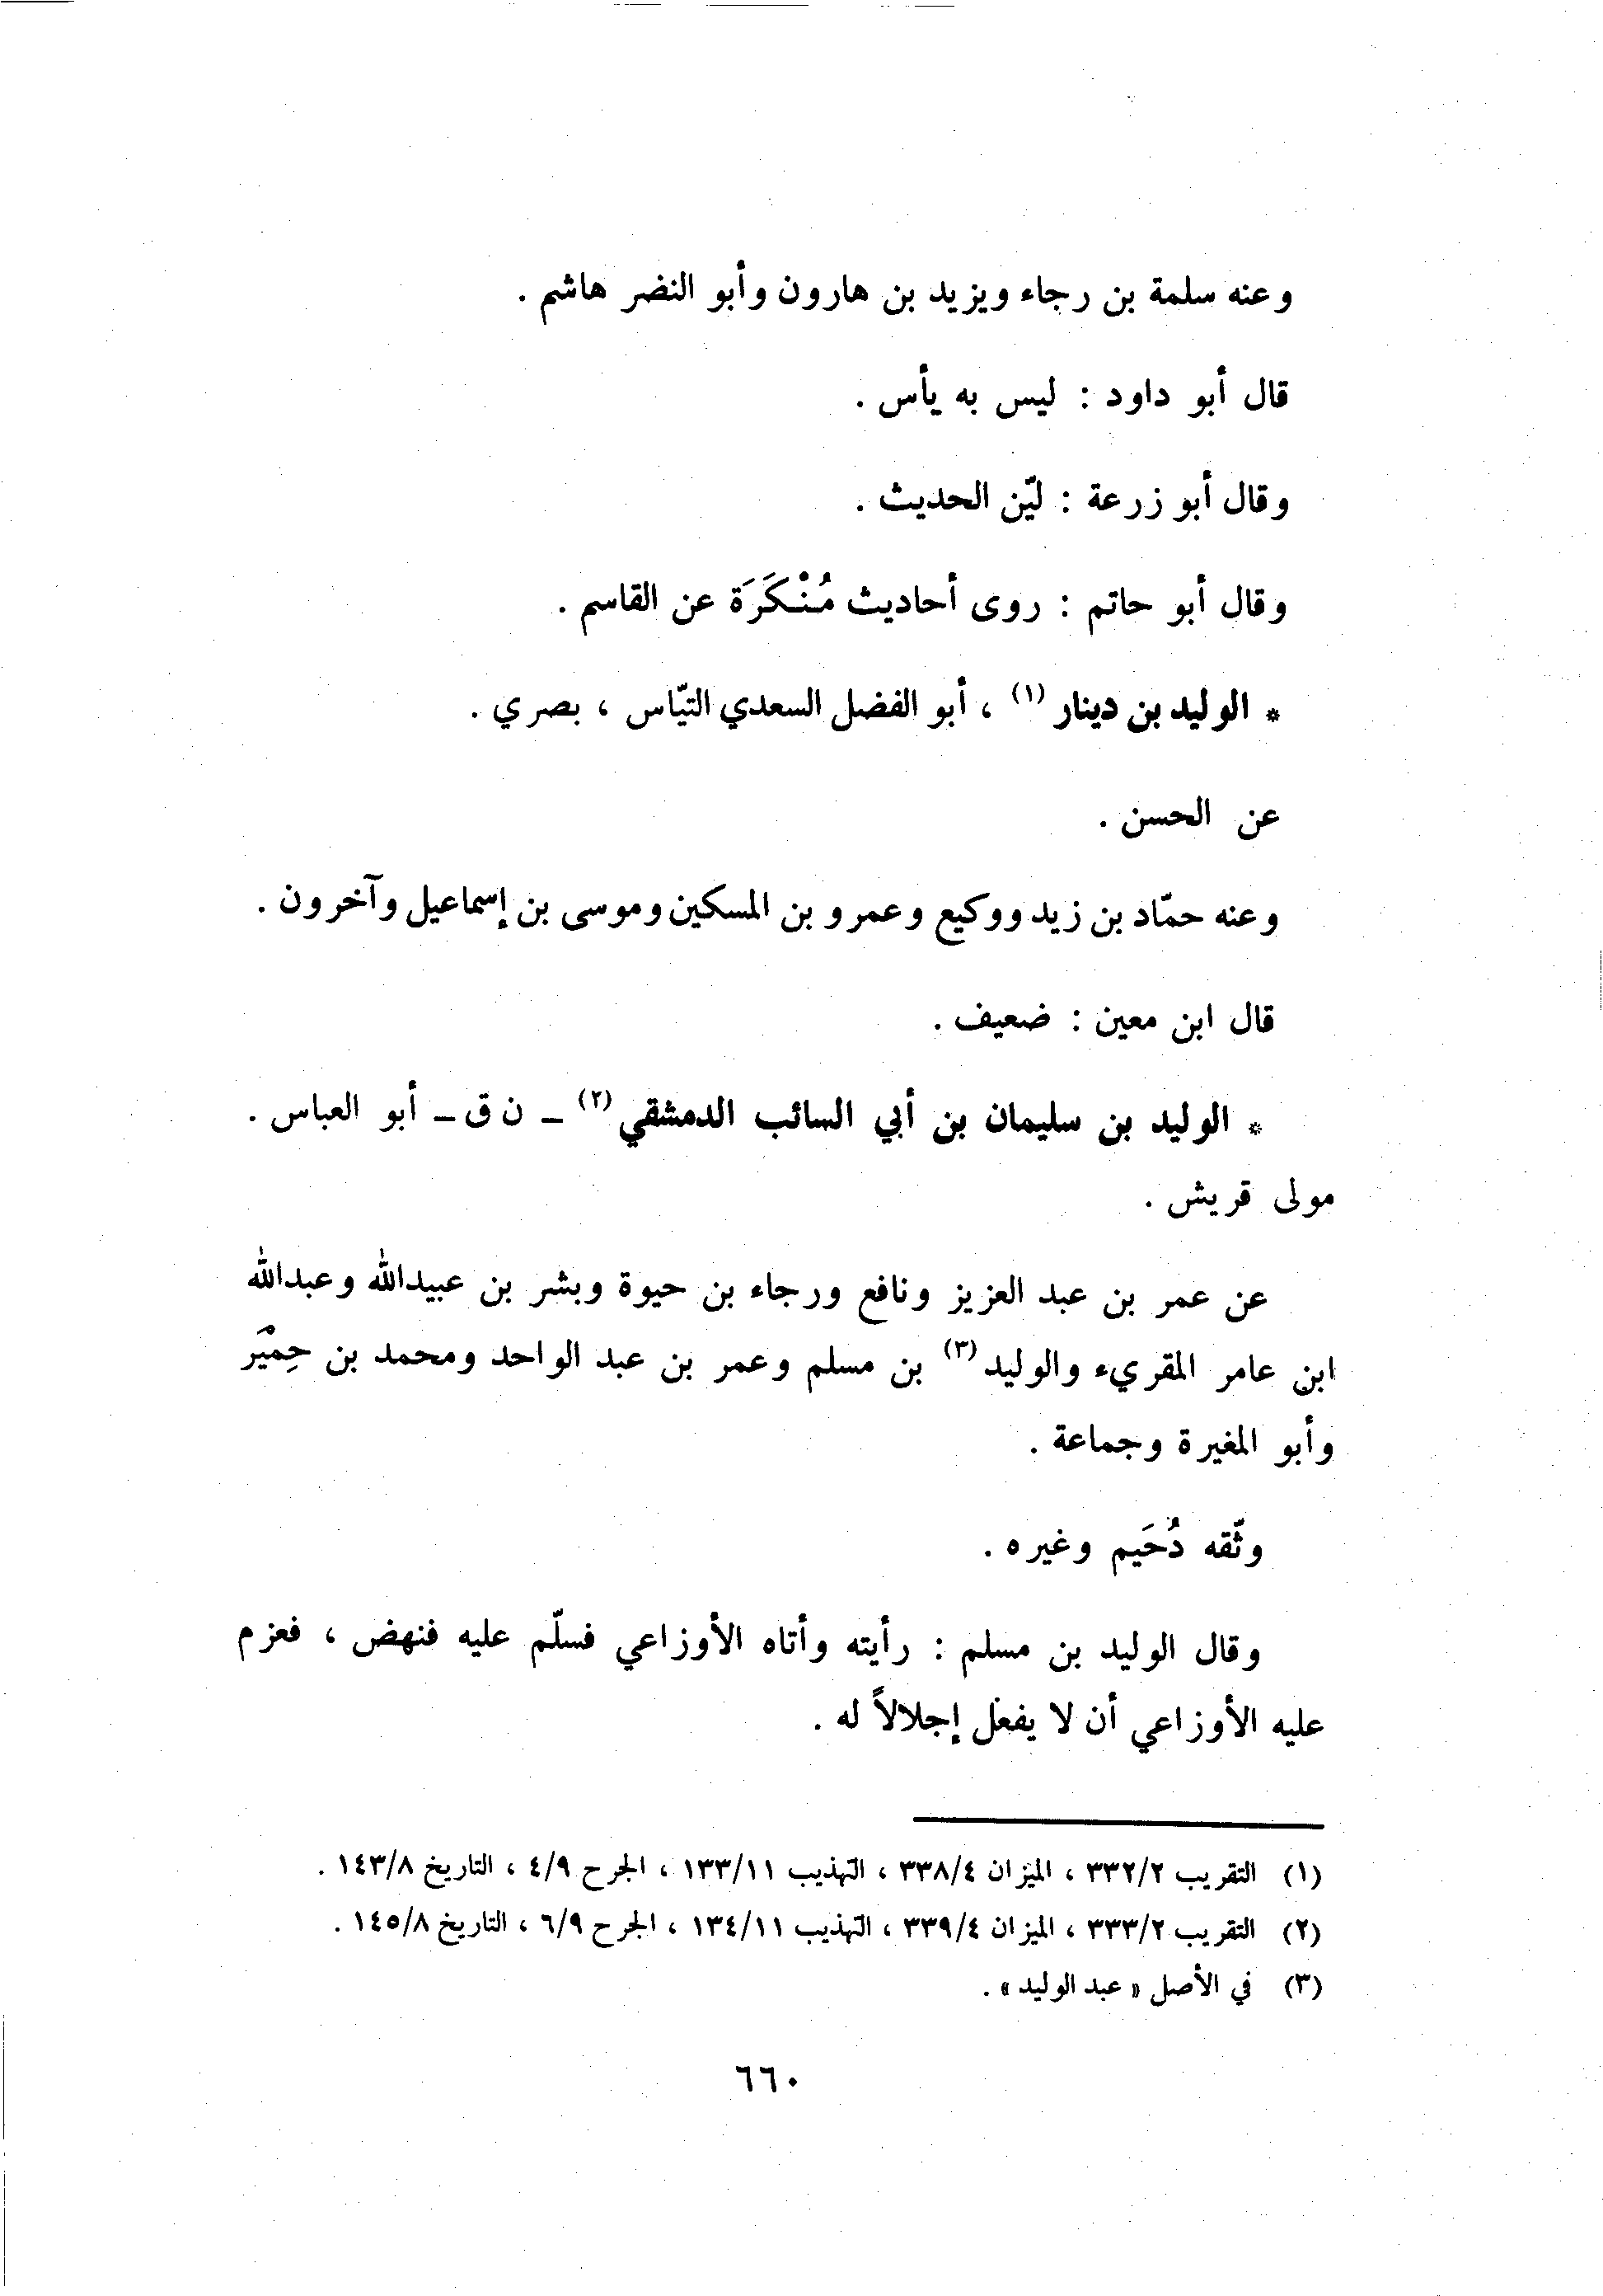 وعنه سلمة بن رجاء ويزيد بن هارون وأبو النضر هاشم .
قال أبو داود : ليس به يأس .
وقال أبو زرعة : ليّن الحديث .
وقال أبو حاتم : روى أحاديث مُنْكَرَة عن القاسم .
* الوليد بن دينار (١) ، أبو الفضل السعدي التيّاس ، بصري .
عن الحسن .
وعنه حمّاد بن زيد ووكيع وعمرو بن المسكين وموسى بن إسماعيل وآخرون .
قال ابن معين : ضعيف .
* الوليد بن سليمان بن أبي السائب الدمشقي (٢) – ن ق – أبو العباس .
مولى قريش .
عن عمر بن عبد العزيز ونافع ورجاء بن حيوة وبشر بن عبيدالله وعبدالله
ابن عامر المقريء والوليد (٣) بن مسلم وعمر بن عبد الواحد ومحمد بن حِمْيَر
وأبو المغيرة وجماعة .
وثّقه دُحَيم وغيره .
وقال الوليد بن مسلم : رأيته وأتاه الأوزاعي فسلّم عليه فنهض ، فعزم
عليه الأوزاعي أن لا يفعل إجلالاً له .
(١) التقريب ٣٣٢/٢ ، الميزان ٣٣٨/٤ ، التهذيب ١٣٣/١١ ، الجرح ٤/٩ ، التاريخ ١٤٣/٨ .
(٢) التقريب ٣٣٣/٢ ، الميزان ٣٣٩/٤ ، التهذيب ١٣٤/١١ ، الجرح ٦/٩ ، التاريخ ١٤٥/٨ .
(٣) في الأصل « عبد الوليد » .
٦٦٠